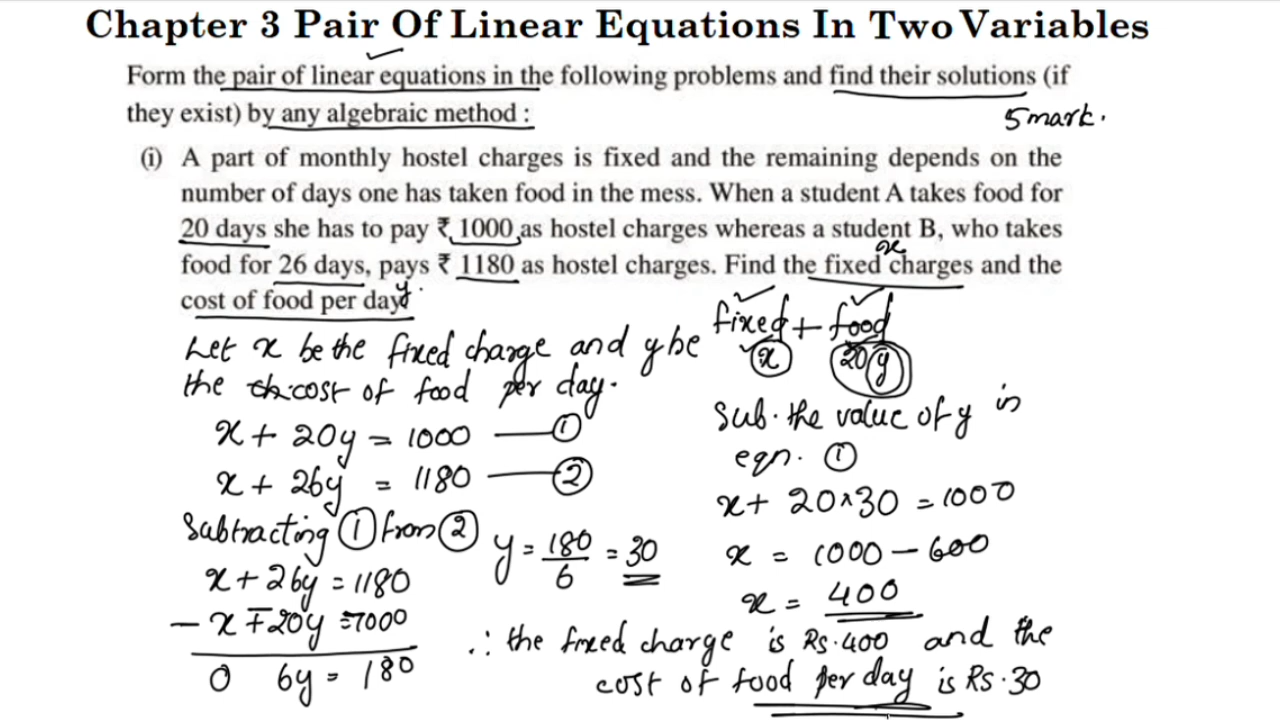 Chapter 3 Pair Of Linear Equations In Two Variables
Form the pair of linear equations in the following problems and find their solutions (if
they exist) by any algebraic method :
5 mark.
(i) A part of monthly hostel charges is fixed and the remaining depends on the
number of days one has taken food in the mess. When a student A takes food for
20 days she has to pay ₹ 1000 as hostel charges whereas a student B, who takes
x
food for 26 days, pays ₹ 1180 as hostel charges. Find the fixed charges and the
cost of food per day.
y
Let x be the fixed charge and y be
the cost of food per day.
x + 20y = 1000 — ①
x + 26y = 1180 — ②
Subtracting ① from ②
x + 26y = 1180
- x ∓ 20y = 1000
0 6y = 180
y = 180/6 = 30
fixed + food
x 20y
Sub. the value of y in
eqn. ①
x + 20 × 30 = 1000
x = 1000 - 600
x = 400
∴ the fixed charge is Rs. 400 and the
cost of food per day is Rs. 30